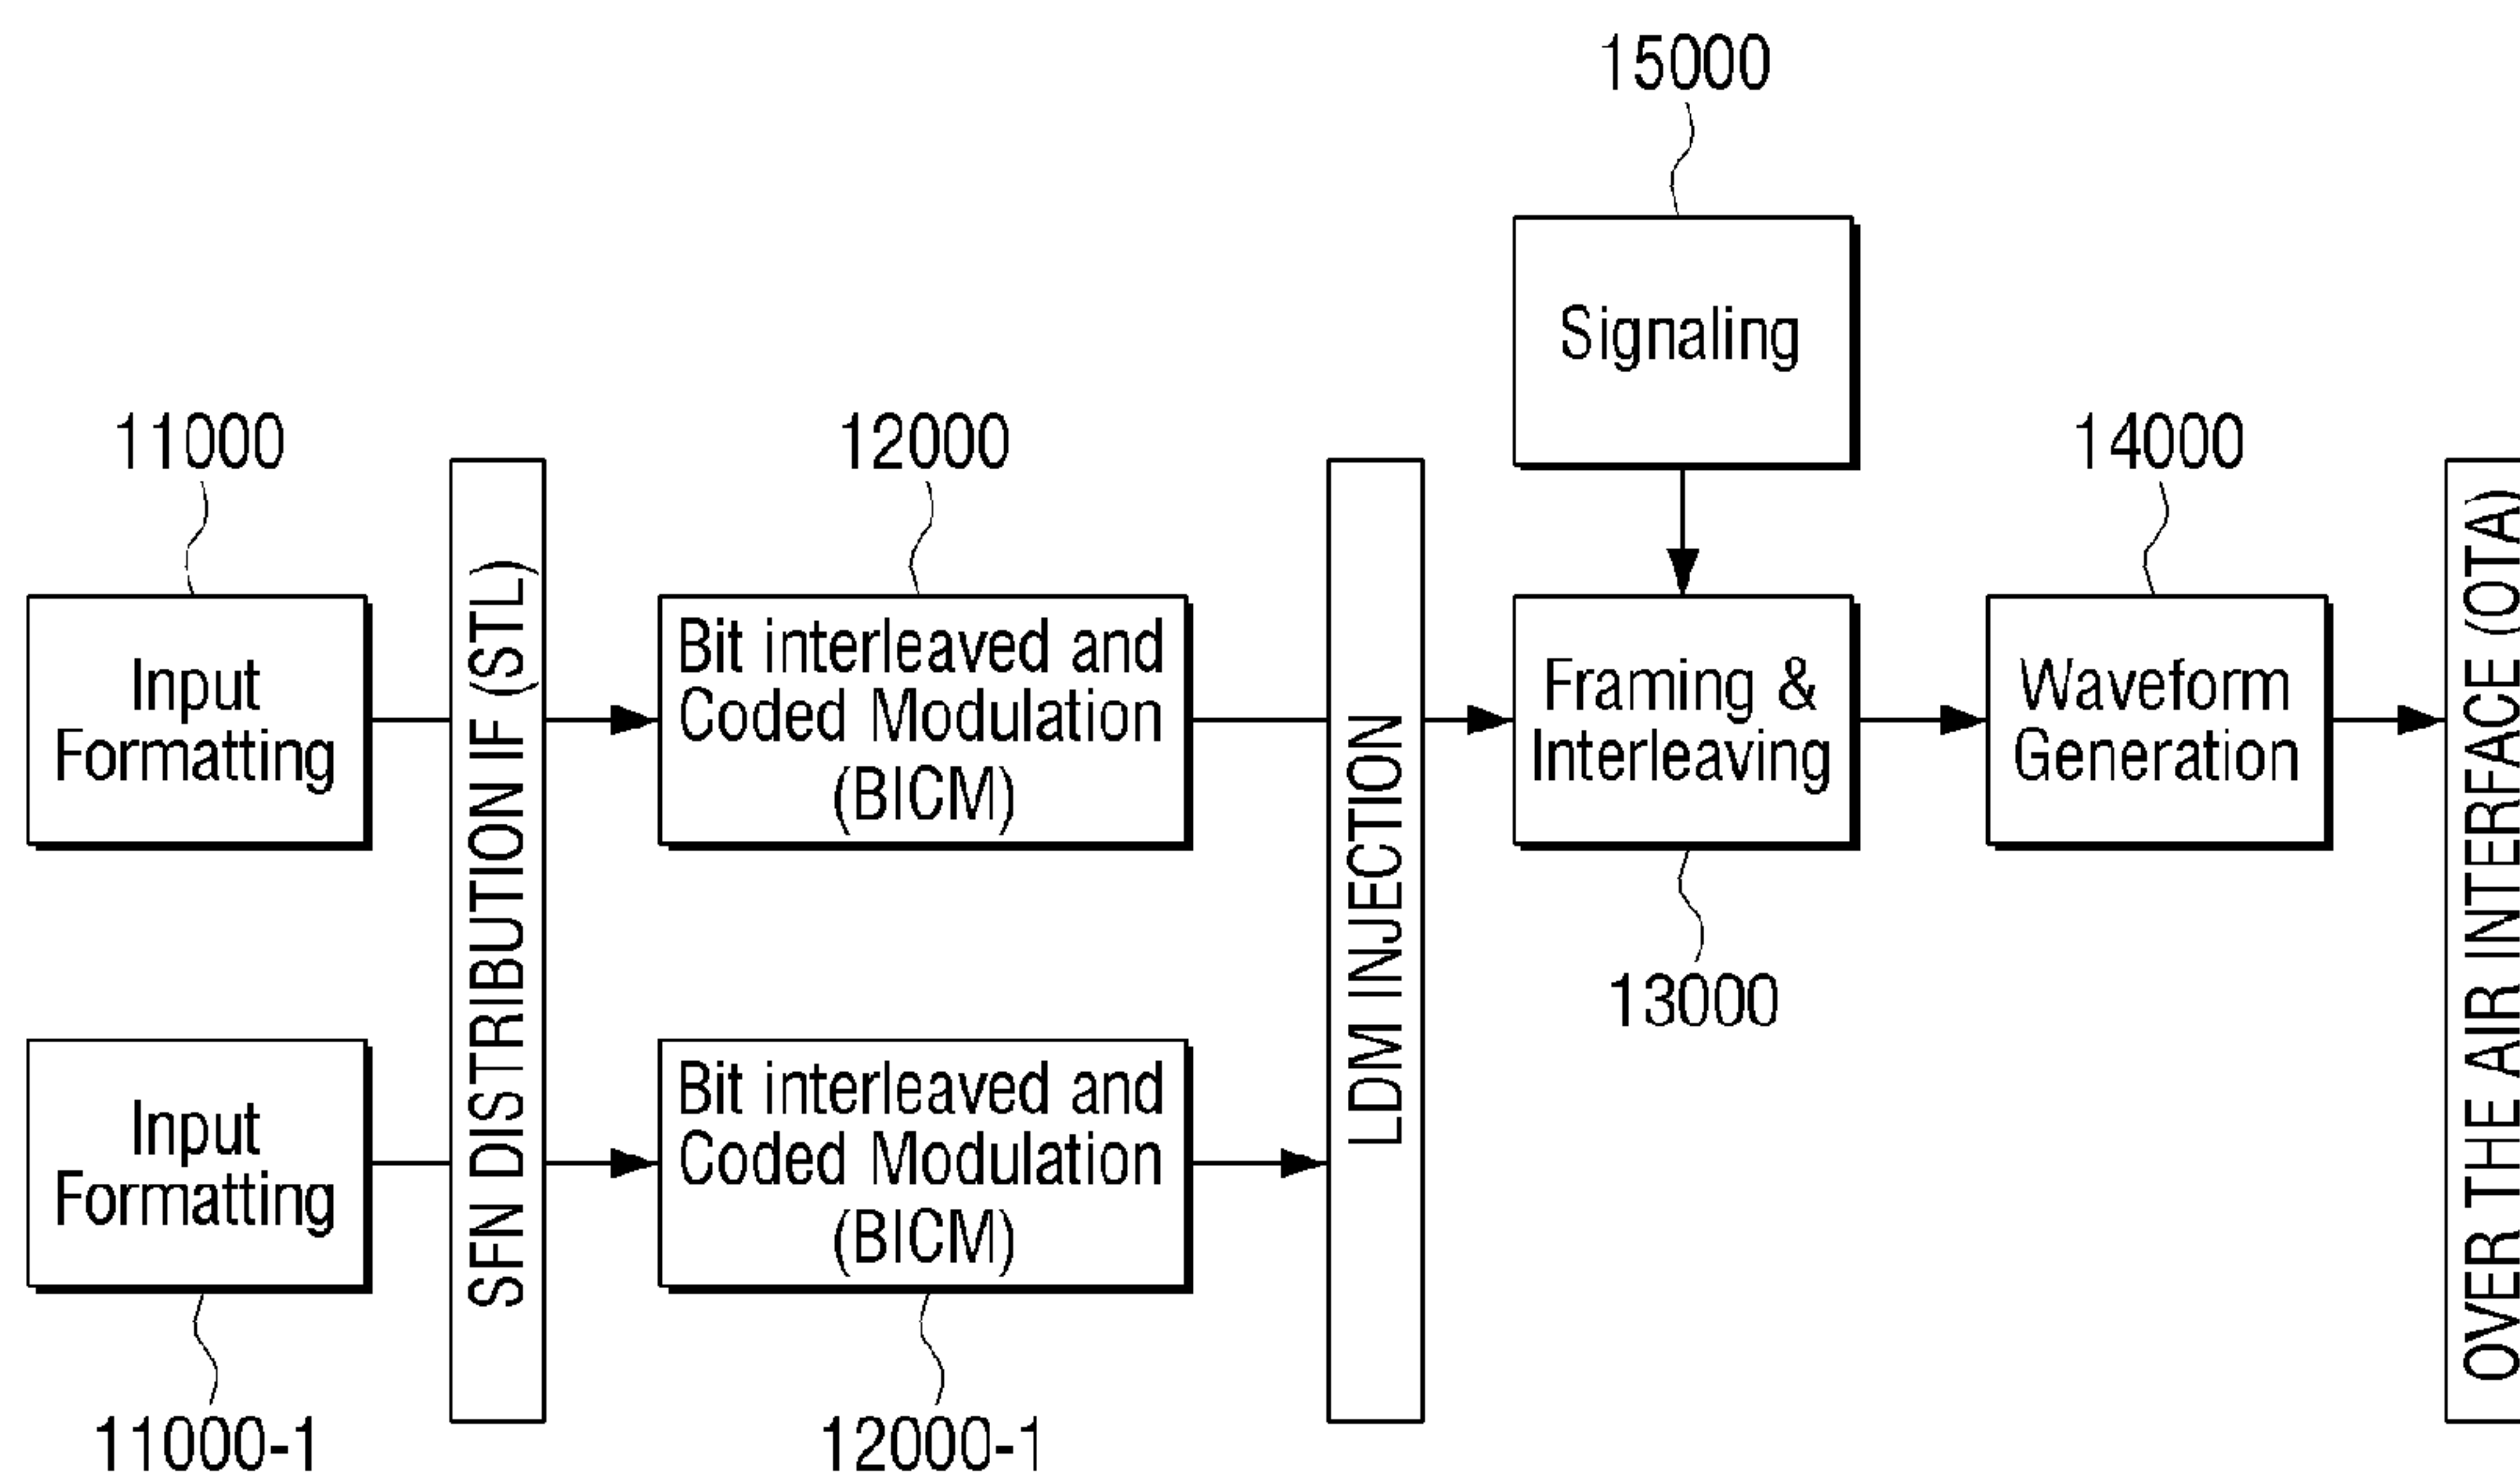 15000
Signaling
11000
12000
14000
Input
Formatting
SFN DISTRIBUTION IF (STL)
Bit interleaved and
Coded Modulation
(BICM)
LDM INJECTION
Framing &
Interleaving
Waveform
Generation
OVER THE AIR INTERFACE (OTA)
13000
Input
Formatting
Bit interleaved and
Coded Modulation
(BICM)
11000-1
12000-1